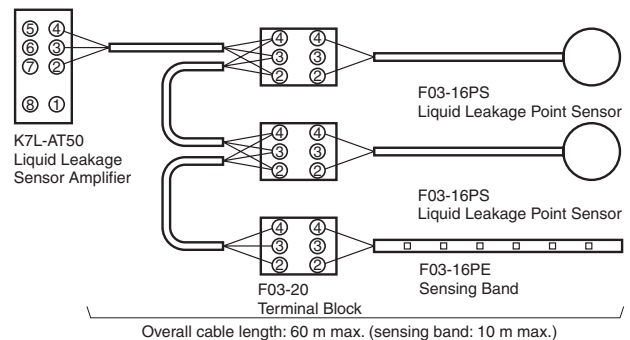 ⑤ ④ ④ ④
⑥ ③ ③ ③
⑦ ② ② ②
⑧ ①
F03-16PS
Liquid Leakage Point Sensor
K7L-AT50
Liquid Leakage
Sensor Amplifier
④ ④
③ ③
② ②
F03-16PS
Liquid Leakage Point Sensor
④ ④
③ ③
② ②
F03-16PE
Sensing Band
F03-20
Terminal Block
Overall cable length: 60 m max. (sensing band: 10 m max.)